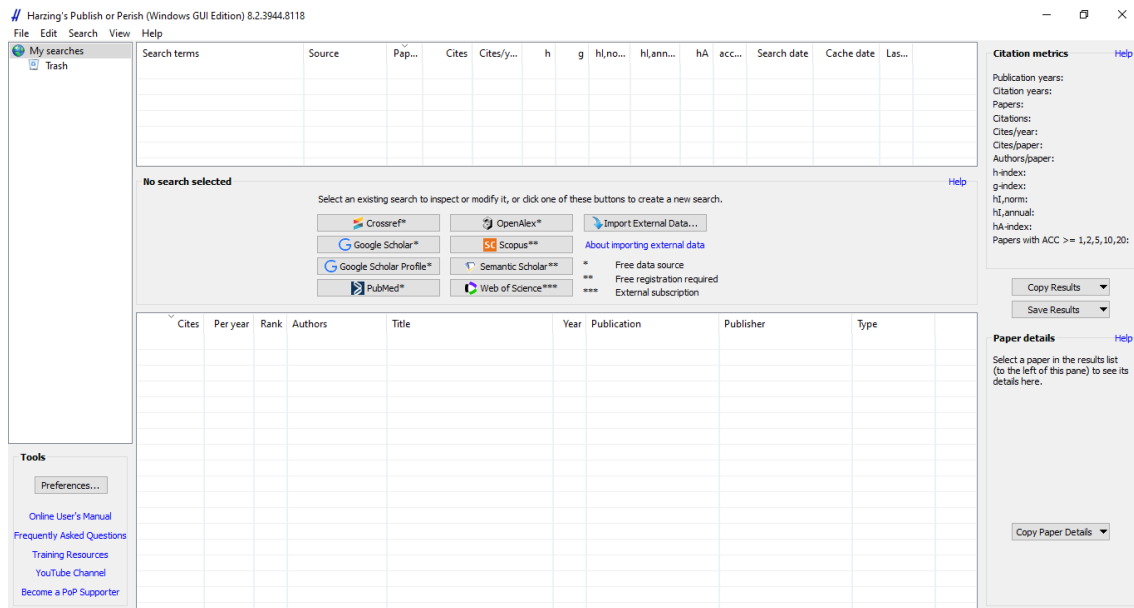 Harzing's Publish or Perish (Windows GUI Edition) 8.2.3944.8118
File Edit Search View Help
My searches
Trash
Search terms Source Pap... Cites Cites/y... h g hI,no... hI,ann... hA acc... Search date Cache date Las...
Citation metrics Help
Publication years:
Citation years:
Papers:
Citations:
Cites/year:
Cites/paper:
Authors/paper:
h-index:
g-index:
hI,norm:
hI,annual:
hA-index:
Papers with ACC >= 1,2,5,10,20:
Copy Results
Save Results
No search selected Help
Select an existing search to inspect or modify it, or click one of these buttons to create a new search.
Crossref* OpenAlex* Import External Data...
Google Scholar* SC Scopus** About importing external data
Google Scholar Profile* Semantic Scholar** * Free data source
** Free registration required
PubMed* Web of Science*** *** External subscription
Cites Per year Rank Authors Title Year Publication Publisher Type
Paper details Help
Select a paper in the results list
(to the left of this pane) to see its
details here.
Copy Paper Details
Tools
Preferences...
Online User's Manual
Frequently Asked Questions
Training Resources
YouTube Channel
Become a PoP Supporter